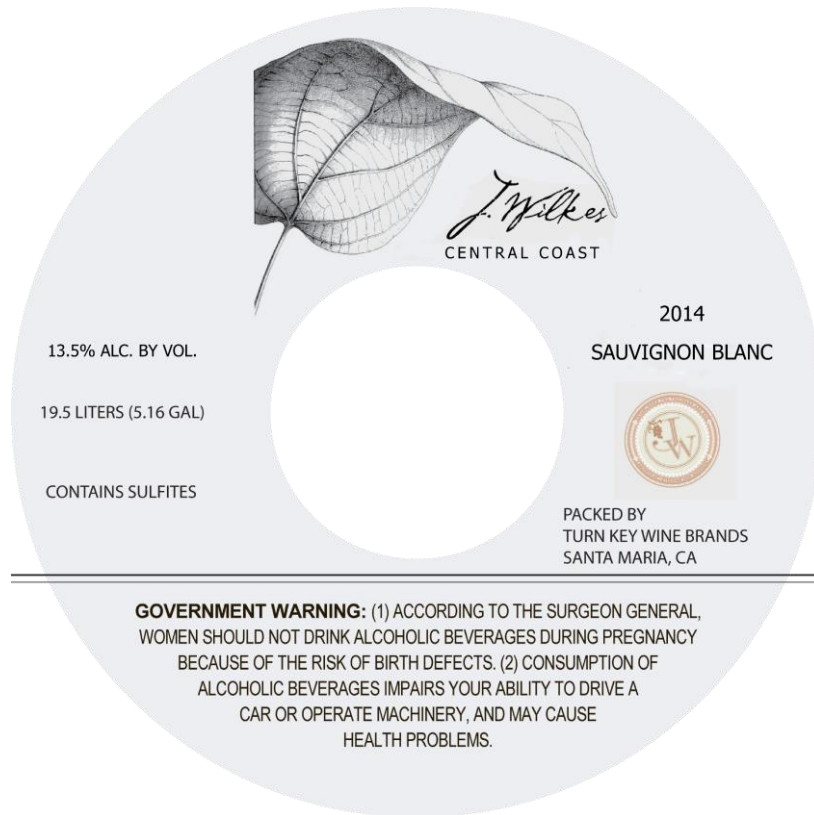 J. Wilkes
CENTRAL COAST
2014
SAUVIGNON BLANC
13.5% ALC. BY VOL.
19.5 LITERS (5.16 GAL)
CONTAINS SULFITES
JW
PACKED BY
TURN KEY WINE BRANDS
SANTA MARIA, CA
GOVERNMENT WARNING: (1) ACCORDING TO THE SURGEON GENERAL,
WOMEN SHOULD NOT DRINK ALCOHOLIC BEVERAGES DURING PREGNANCY
BECAUSE OF THE RISK OF BIRTH DEFECTS. (2) CONSUMPTION OF
ALCOHOLIC BEVERAGES IMPAIRS YOUR ABILITY TO DRIVE A
CAR OR OPERATE MACHINERY, AND MAY CAUSE
HEALTH PROBLEMS.